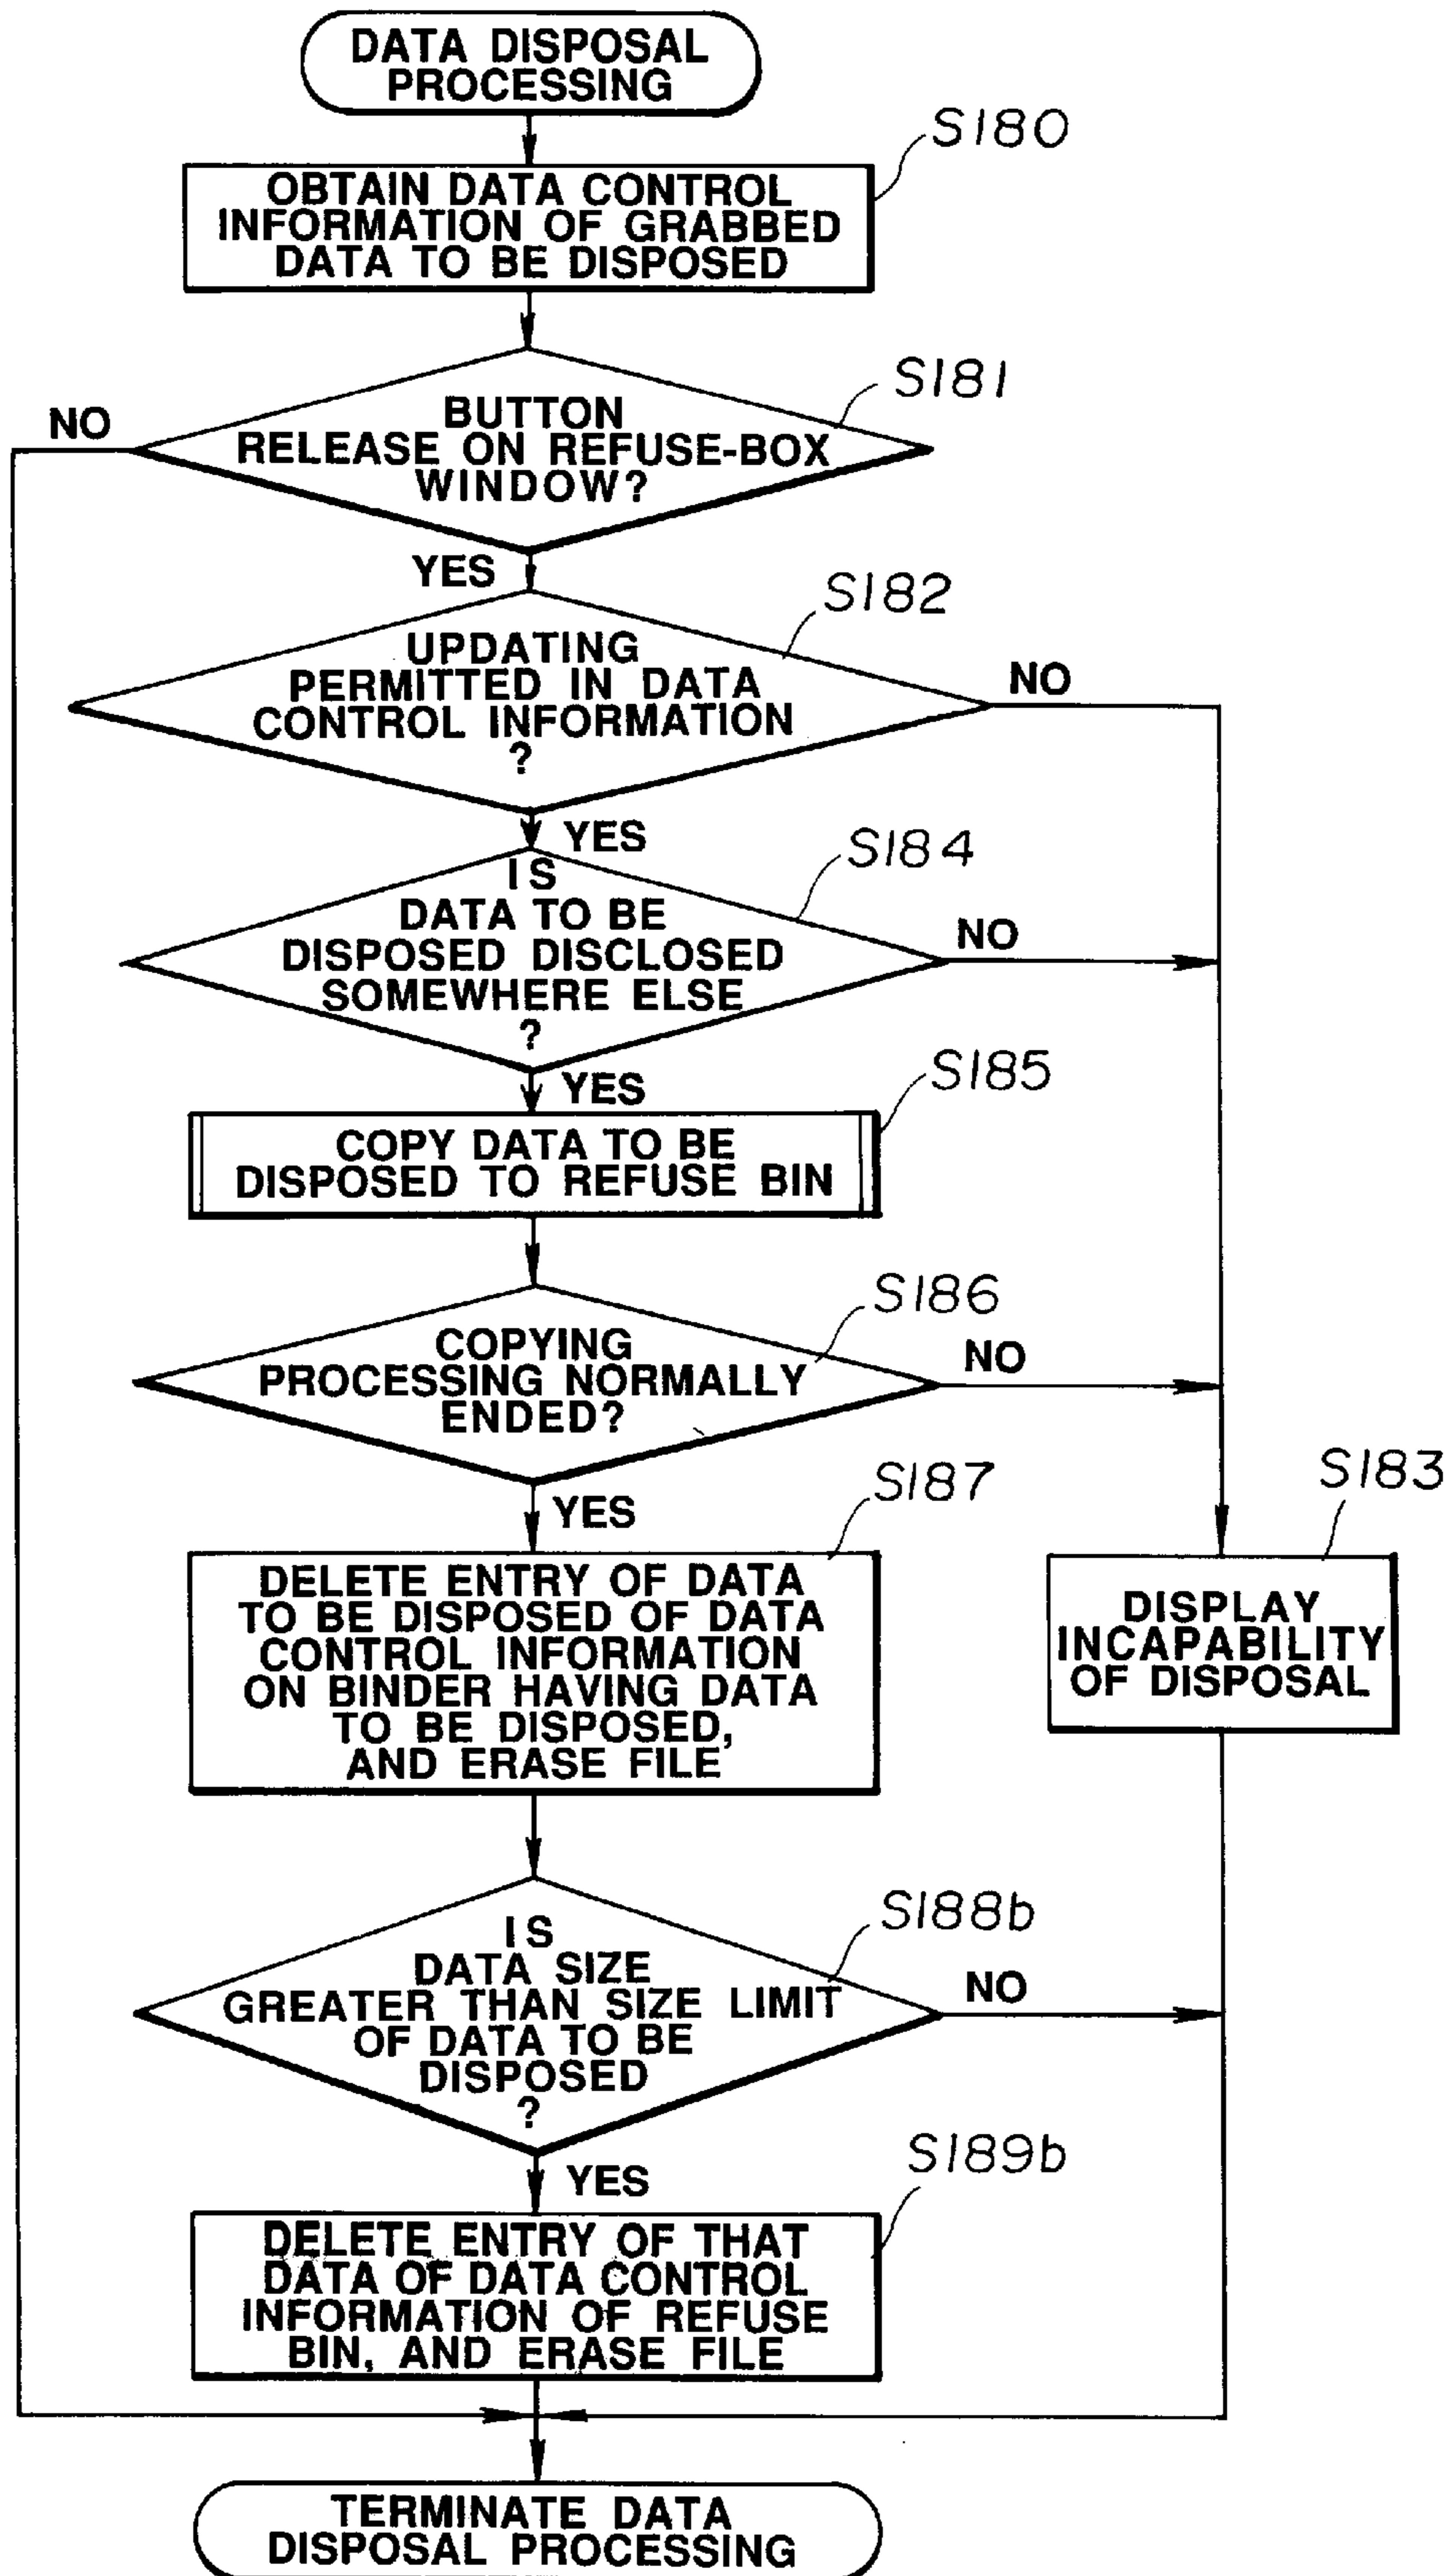 DATA DISPOSAL
PROCESSING
S180
OBTAIN DATA CONTROL
INFORMATION OF GRABBED
DATA TO BE DISPOSED
S181
NO
BUTTON
RELEASE ON REFUSE-BOX
WINDOW?
YES
S182
UPDATING
PERMITTED IN DATA
CONTROL INFORMATION
?
NO
YES
S184
IS
DATA TO BE
DISPOSED DISCLOSED
SOMEWHERE ELSE
?
NO
YES
S185
COPY DATA TO BE
DISPOSED TO REFUSE BIN
S186
COPYING
PROCESSING NORMALLY
ENDED?
NO
YES
S187
S183
DELETE ENTRY OF DATA
TO BE DISPOSED OF DATA
CONTROL INFORMATION
ON BINDER HAVING DATA
TO BE DISPOSED,
AND ERASE FILE
DISPLAY
INCAPABILITY
OF DISPOSAL
S188b
IS
DATA SIZE
GREATER THAN SIZE LIMIT
OF DATA TO BE
DISPOSED
?
NO
YES
S189b
DELETE ENTRY OF THAT
DATA OF DATA CONTROL
INFORMATION OF REFUSE
BIN, AND ERASE FILE
TERMINATE DATA
DISPOSAL PROCESSING